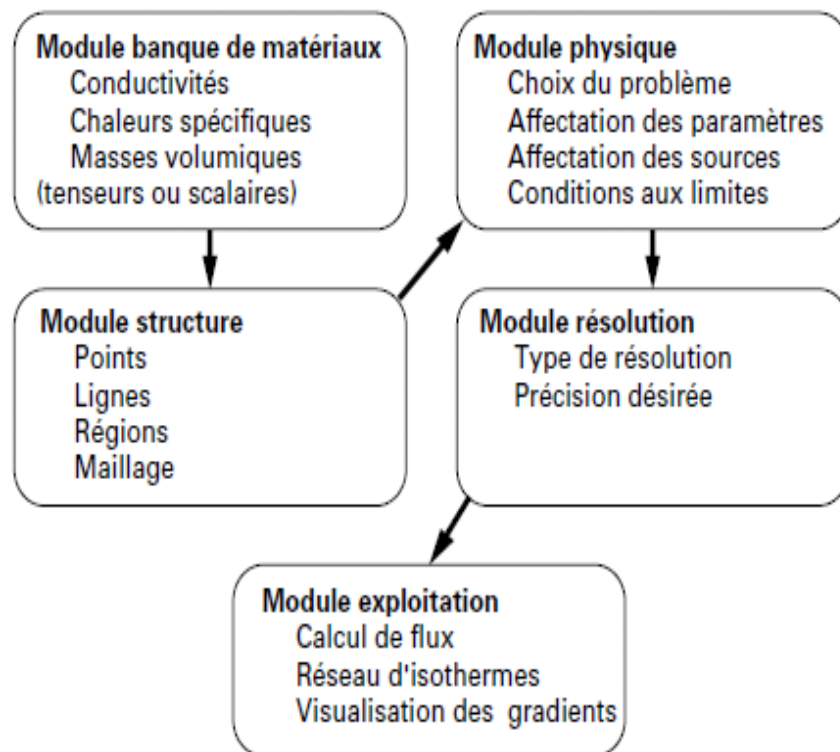 Module banque de matériaux
Conductivités
Chaleurs spécifiques
Masses volumiques
(tenseurs ou scalaires)
Module physique
Choix du problème
Affectation des paramètres
Affectation des sources
Conditions aux limites
Module structure
Points
Lignes
Régions
Maillage
Module résolution
Type de résolution
Précision désirée
Module exploitation
Calcul de flux
Réseau d'isothermes
Visualisation des gradients